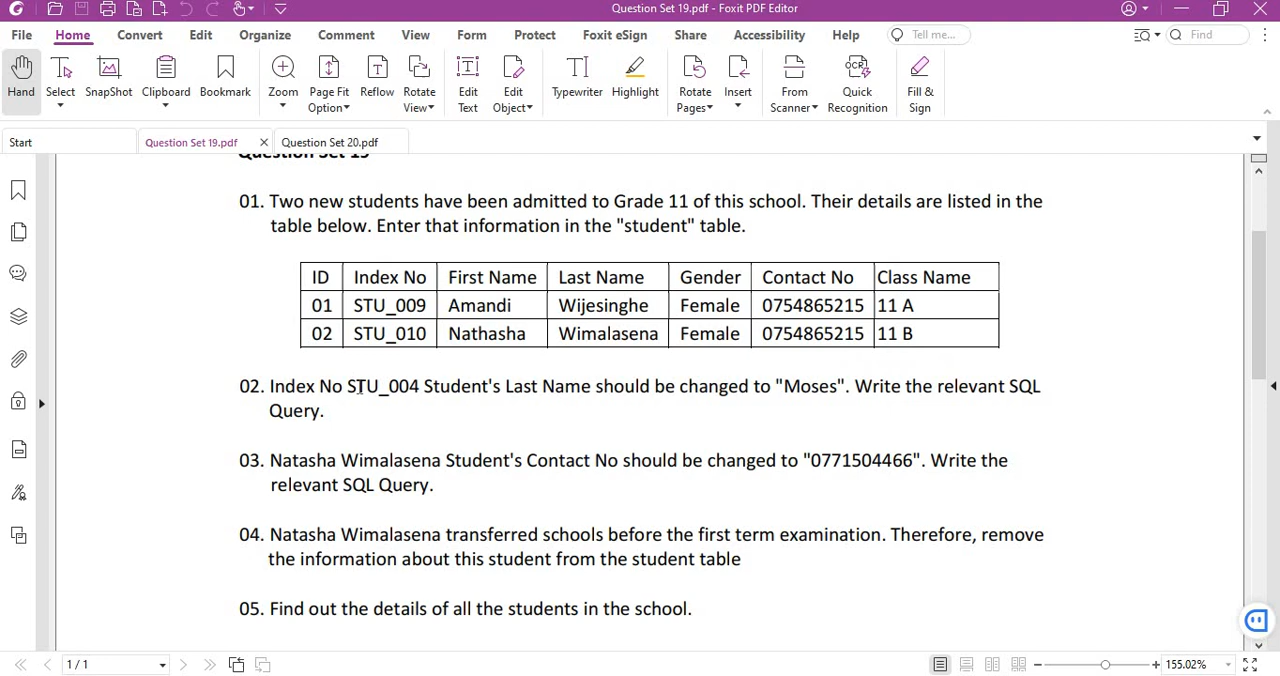 Question Set 19.pdf - Foxit PDF Editor
File Home Convert Edit Organize Comment View Form Protect Foxit eSign Share Accessibility Help Tell me... Find
Hand Select SnapShot Clipboard Bookmark Zoom Page Fit Option Reflow Rotate View Edit Text Edit Object Typewriter Highlight Rotate Pages Insert From Scanner OCR Quick Recognition Fill & Sign
Start Question Set 19.pdf Question Set 20.pdf
Question Set 19
01. Two new students have been admitted to Grade 11 of this school. Their details are listed in the
table below. Enter that information in the "student" table.
ID Index No First Name Last Name Gender Contact No Class Name
01 STU_009 Amandi Wijesinghe Female 0754865215 11 A
02 STU_010 Nathasha Wimalasena Female 0754865215 11 B
02. Index No STU_004 Student's Last Name should be changed to "Moses". Write the relevant SQL
Query.
03. Natasha Wimalasena Student's Contact No should be changed to "0771504466". Write the
relevant SQL Query.
04. Natasha Wimalasena transferred schools before the first term examination. Therefore, remove
the information about this student from the student table
05. Find out the details of all the students in the school.
1 / 1 155.02%